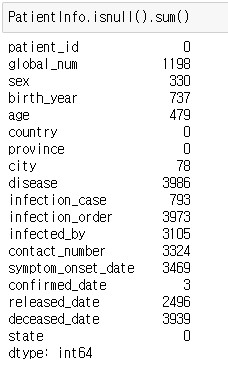 PatientInfo.isnull().sum()
patient_id 0
global_num 1198
sex 330
birth_year 737
age 479
country 0
province 0
city 78
disease 3986
infection_case 793
infection_order 3973
infected_by 3105
contact_number 3324
symptom_onset_date 3469
confirmed_date 3
released_date 2496
deceased_date 3939
state 0
dtype: int64